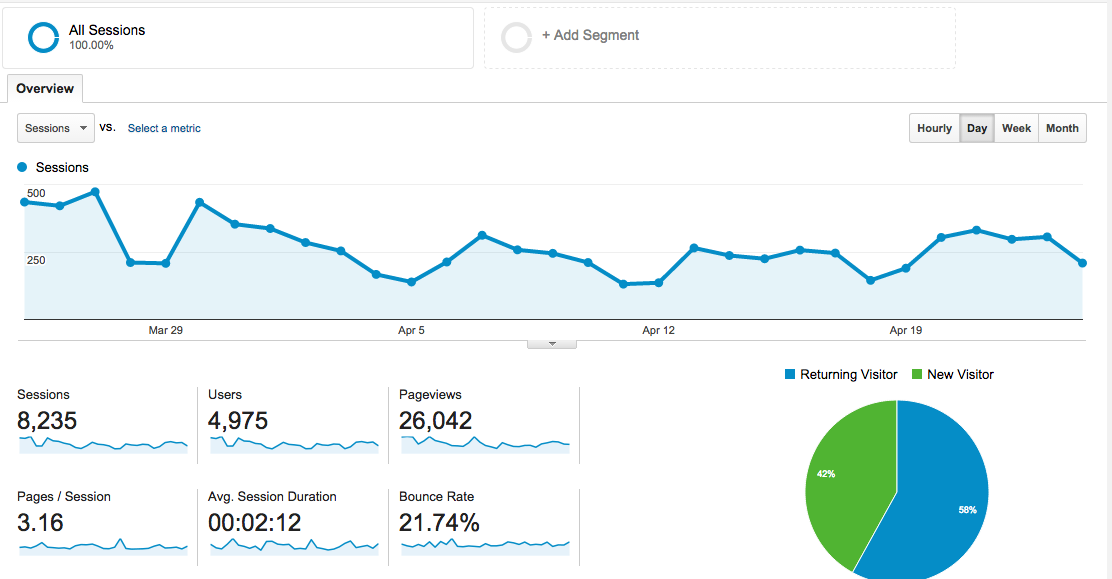 All Sessions
100.00%
+ Add Segment
Overview
Sessions
vs.
Select a metric
Hourly
Day
Week
Month
Sessions
500
250
Mar 29
Apr 5
Apr 12
Apr 19
Sessions
8,235
Users
4,975
Pageviews
26,042
Pages / Session
3.16
Avg. Session Duration
00:02:12
Bounce Rate
21.74%
Returning Visitor
New Visitor
42%
58%